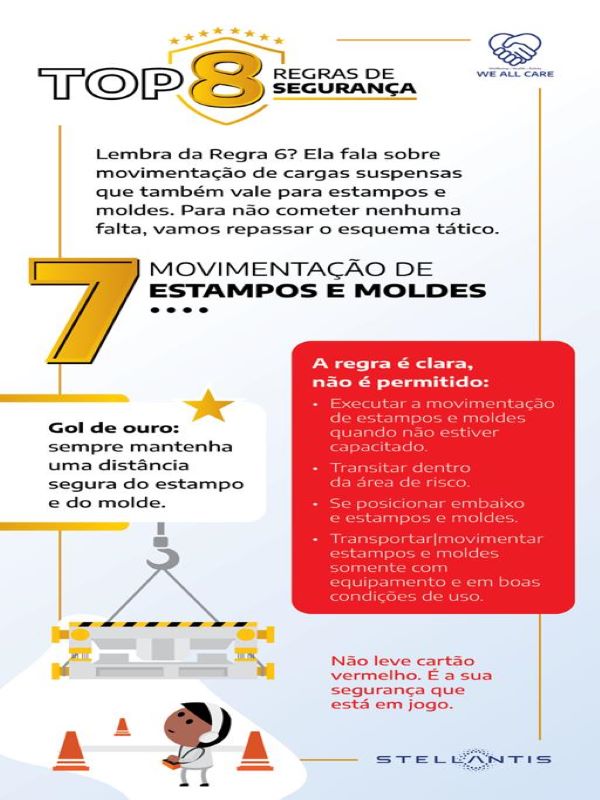 TOP 8 REGRAS DE
SEGURANÇA
WE ALL CARE
Lembra da Regra 6? Ela fala sobre
movimentação de cargas suspensas
que também vale para estampos e
moldes. Para não cometer nenhuma
falta, vamos repassar o esquema tático.
7 MOVIMENTAÇÃO DE
ESTAMPOS E MOLDES
Gol de ouro:
sempre mantenha
uma distância
segura do estampo
e do molde.
A regra é clara,
não é permitido:
• Executar a movimentação
de estampos e moldes
quando não estiver
capacitado.
• Transitar dentro
da área de risco.
• Se posicionar embaixo
e estampos e moldes.
• Transportar|movimentar
estampos e moldes
somente com
equipamento e em boas
condições de uso.
Não leve cartão
vermelho. É a sua
segurança que
está em jogo.
STELLANTIS